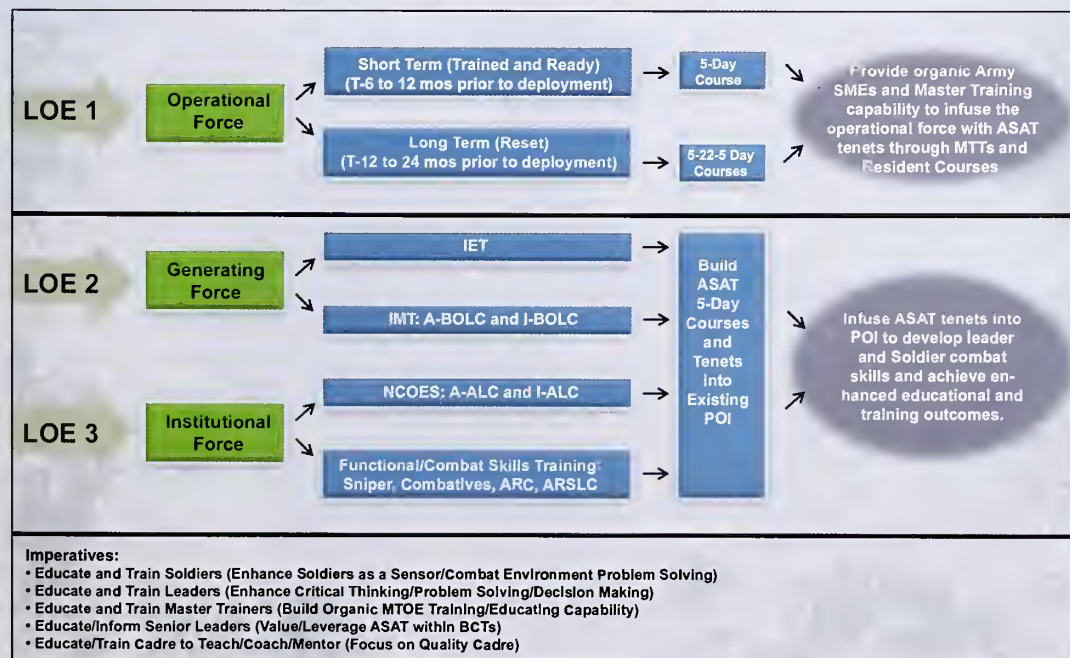 LOE 1
Operational
Force
Short Term (Trained and Ready)
(T-6 to 12 mos prior to deployment)
Long Term (Reset)
(T-12 to 24 mos prior to deployment)
5-Day
Course
5-22-5 Day
Courses
Provide organic Army
SMEs and Master Training
capability to infuse the
operational force with ASAT
tenets through MTTs and
Resident Courses
LOE 2
Generating
Force
IET
IMT: A-BOLC and I-BOLC
LOE 3
Institutional
Force
NCOES: A-ALC and I-ALC
Functional/Combat Skills Training:
Sniper, Combatives, ARC, ARSLC
Build
ASAT
5-Day
Courses
and
Tenets
Into
Existing
POI
Infuse ASAT tenets into
POI to develop leader
and Soldier combat
skills and achieve en-
hanced educational and
training outcomes.
Imperatives:
• Educate and Train Soldiers (Enhance Soldiers as a Sensor/Combat Environment Problem Solving)
• Educate and Train Leaders (Enhance Critical Thinking/Problem Solving/Decision Making)
• Educate and Train Master Trainers (Build Organic MTOE Training/Educating Capability)
• Educate/Inform Senior Leaders (Value/Leverage ASAT within BCTs)
• Educate/Train Cadre to Teach/Coach/Mentor (Focus on Quality Cadre)